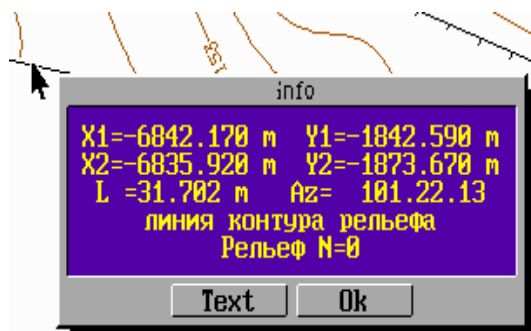 153
info
X1=-6842.170 m Y1=-1842.590 m
X2=-6835.920 m Y2=-1873.670 m
L =31.702 m Az= 101.22.13
линия контура рельефа
Рельеф N=0
Text Ok